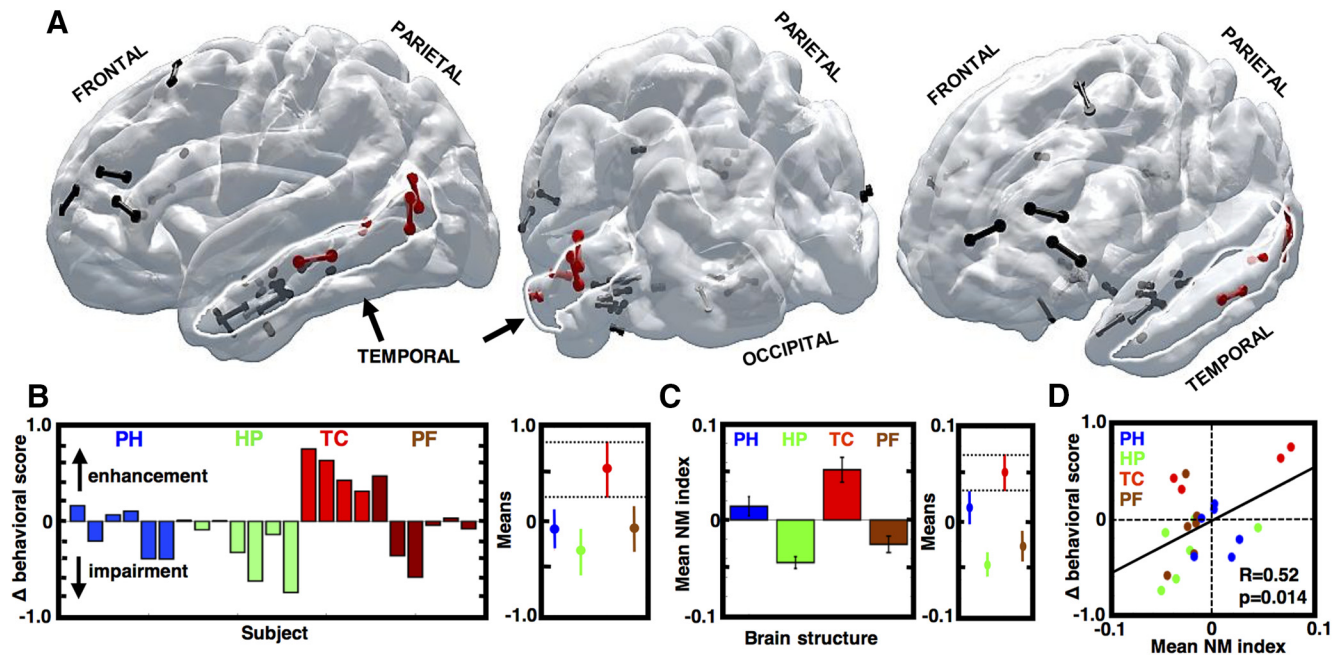 A
FRONTAL
PARIETAL
PARIETAL
FRONTAL
PARIETAL
TEMPORAL
OCCIPITAL
TEMPORAL
B
1.0
0
-1.0
Δ behavioral score
PH
HP
TC
PF
enhancement
impairment
Subject
1.0
0
-1.0
Means
C
0.1
0
-0.1
Mean NM index
PH
HP
TC
PF
Brain structure
0.1
0
-0.1
Means
D
1.0
0
-1.0
Δ behavioral score
PH
HP
TC
PF
R=0.52
p=0.014
-0.1
0
0.1
Mean NM index